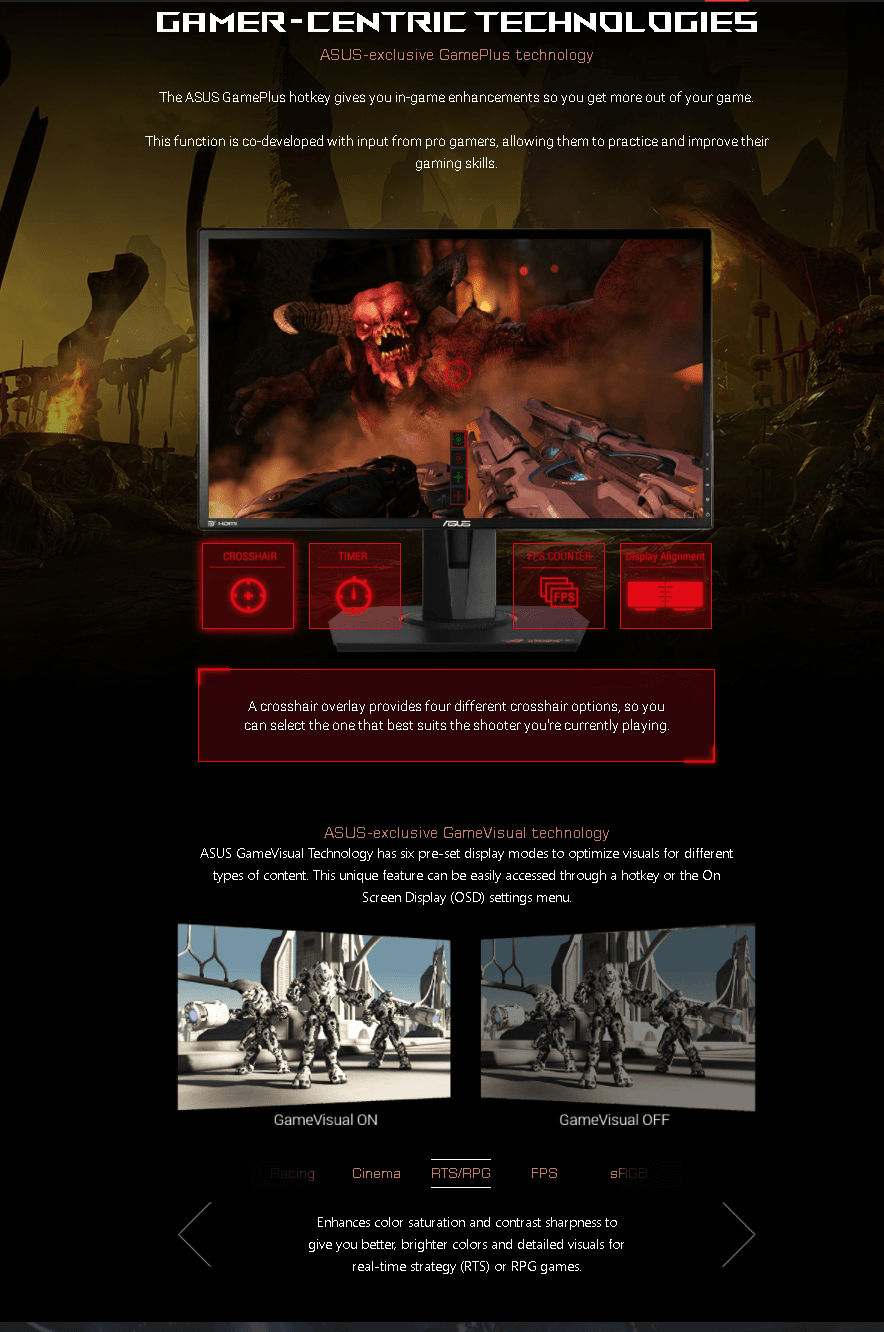 GAMER-CENTRIC TECHNOLOGIES
ASUS-exclusive GamePlus technology
The ASUS GamePlus hotkey gives you in-game enhancements so you get more out of your game.
This function is co-developed with input from pro gamers, allowing them to practice and improve their
gaming skills.
HDMI
ASUS
CROSSHAIR
TIMER
FPS COUNTER
Display Alignment
FPS
A crosshair overlay provides four different crosshair options, so you
can select the one that best suits the shooter you're currently playing.
ASUS-exclusive GameVisual technology
ASUS GameVisual Technology has six pre-set display modes to optimize visuals for different
types of content. This unique feature can be easily accessed through a hotkey or the On
Screen Display (OSD) settings menu.
GameVisual ON
GameVisual OFF
Racing
Cinema
RTS/RPG
FPS
sRGB
Enhances color saturation and contrast sharpness to
give you better, brighter colors and detailed visuals for
real-time strategy (RTS) or RPG games.